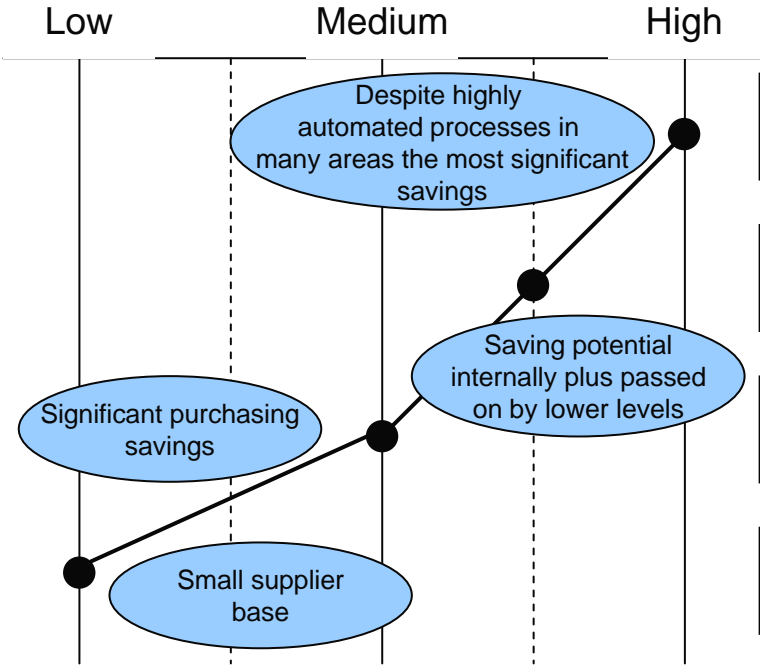 Low Medium High
Despite highly
automated processes in
many areas the most significant
savings
Saving potential
internally plus passed
on by lower levels
Significant purchasing
savings
Small supplier
base